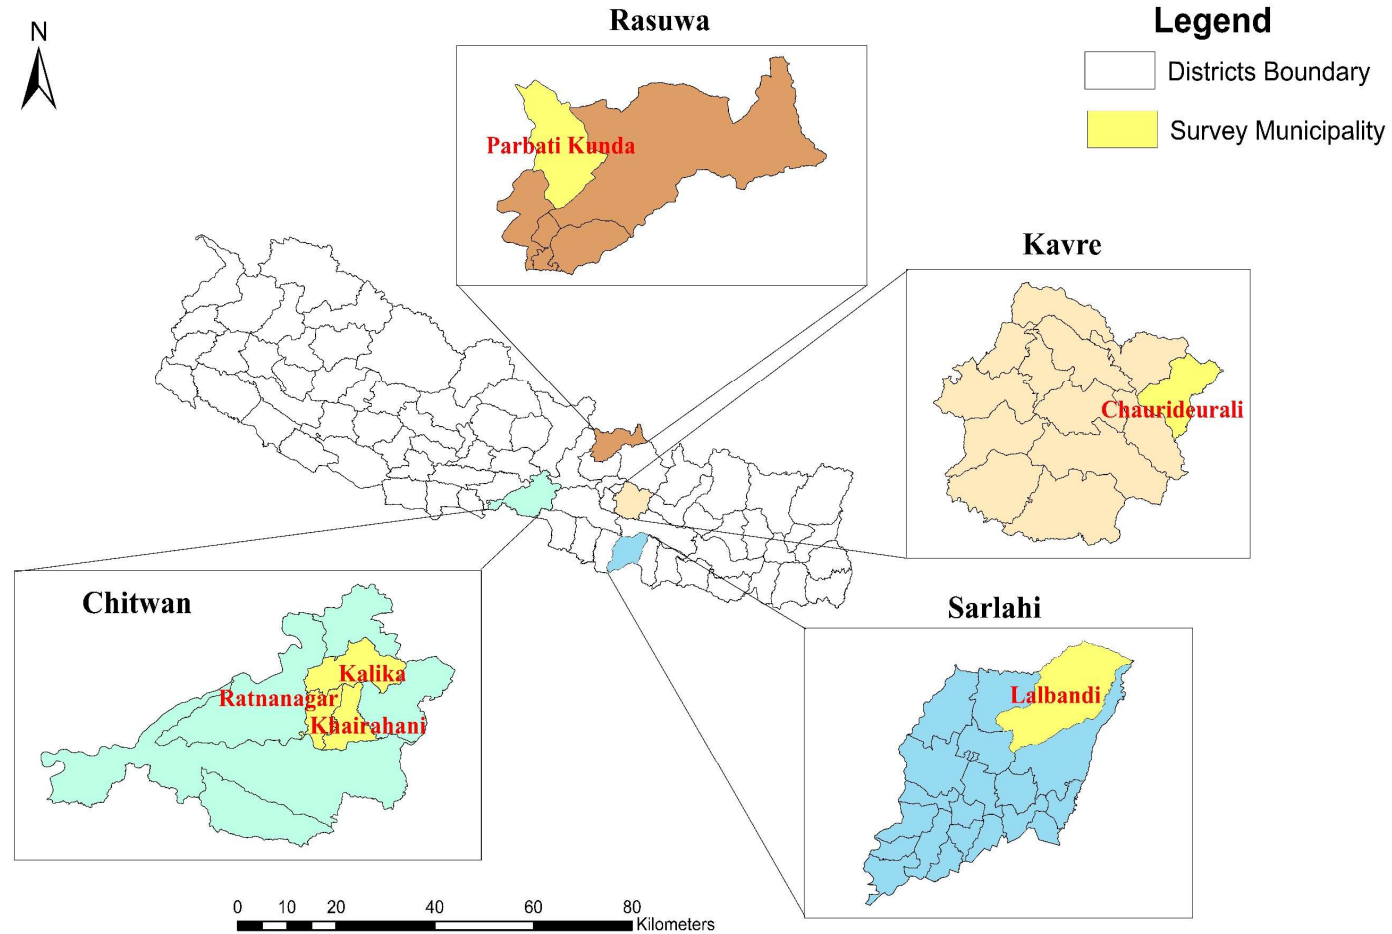 N
Rasuwa
Legend
Districts Boundary
Survey Municipality
Parbati Kunda
Kavre
Chaurideurali
Chitwan
Kalika
Ratnanagar
Khairahani
Sarlahi
Lalbandi
0 10 20 40 60 80
Kilometers